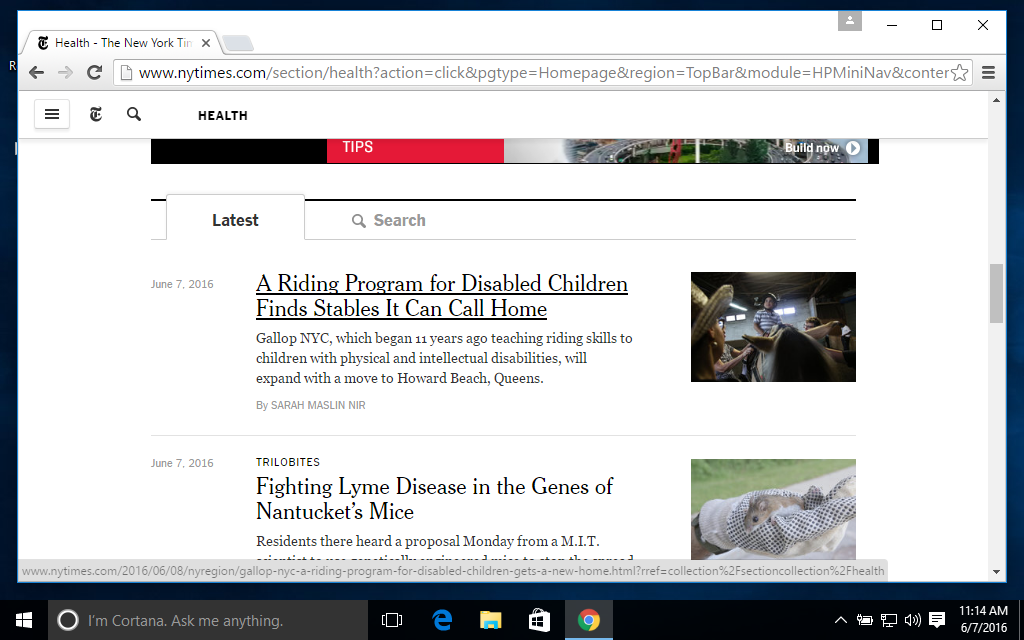 Health - The New York Tim
www.nytimes.com/section/health?action=click&pgtype=Homepage&region=TopBar&module=HPMiniNav&conter
HEALTH
TIPS
Build now
Latest
Search
June 7, 2016
A Riding Program for Disabled Children
Finds Stables It Can Call Home
Gallop NYC, which began 11 years ago teaching riding skills to
children with physical and intellectual disabilities, will
expand with a move to Howard Beach, Queens.
By SARAH MASLIN NIR
June 7, 2016
TRILOBITES
Fighting Lyme Disease in the Genes of
Nantucket's Mice
Residents there heard a proposal Monday from a M.I.T.
www.nytimes.com/2016/06/08/nyregion/gallop-nyc-a-riding-program-for-disabled-children-gets-a-new-home.html?rref=collection%2Fsectioncollection%2Fhealth
I'm Cortana. Ask me anything.
11:14 AM
6/7/2016